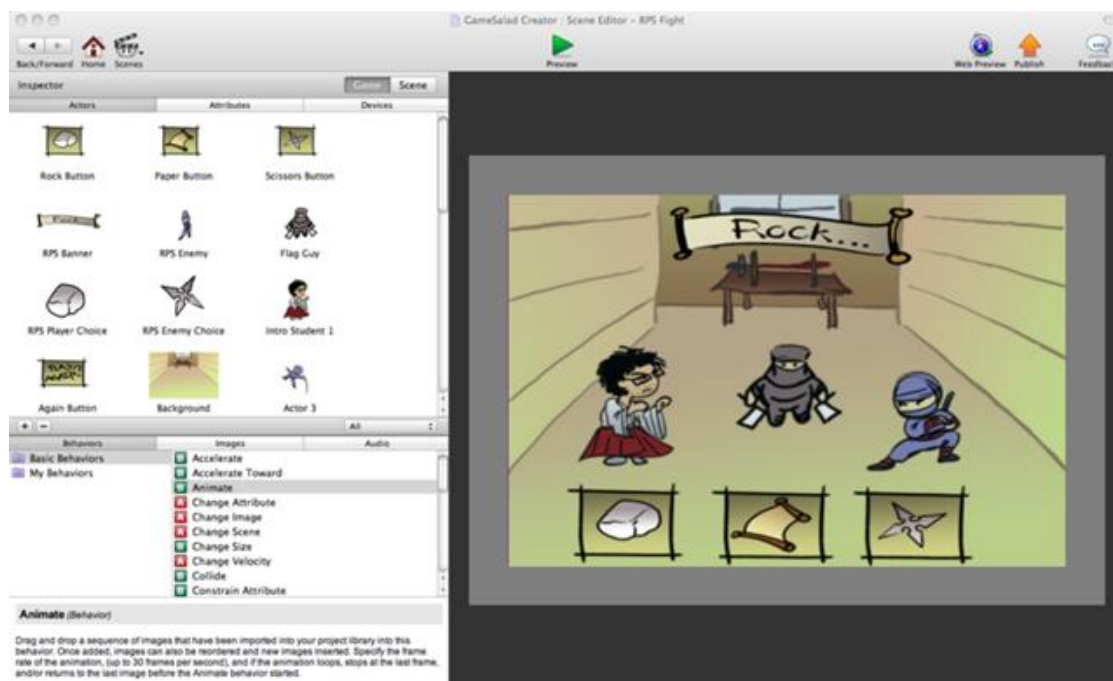 GameSalad Creator : Scene Editor - RPS Fight
Back/Forward Home Scenes
Preview
Web Preview Publish Feedback
Inspector
Game Scene
Actors Attributes Devices
Rock Button Paper Button Scissors Button
Rock...
RPS Banner RPS Enemy Flag Guy
RPS Player Choice RPS Enemy Choice Intro Student 1
Again Button Background Actor 3
+ - All
Behaviors Images Audio
Basic Behaviors
My Behaviors
Accelerate
Accelerate Toward
Animate
Change Attribute
Change Image
Change Scene
Change Size
Change Velocity
Collide
Constrain Attribute
Animate (Behavior)
Drag and drop a sequence of images that have been imported into your project library into this
behavior. Once added, images can also be reordered and new images inserted. Specify the frame
rate of the animation, (up to 30 frames per second), and if the animation loops, stops at the last frame,
and/or returns to the last image before the Animate behavior started.
Rock...